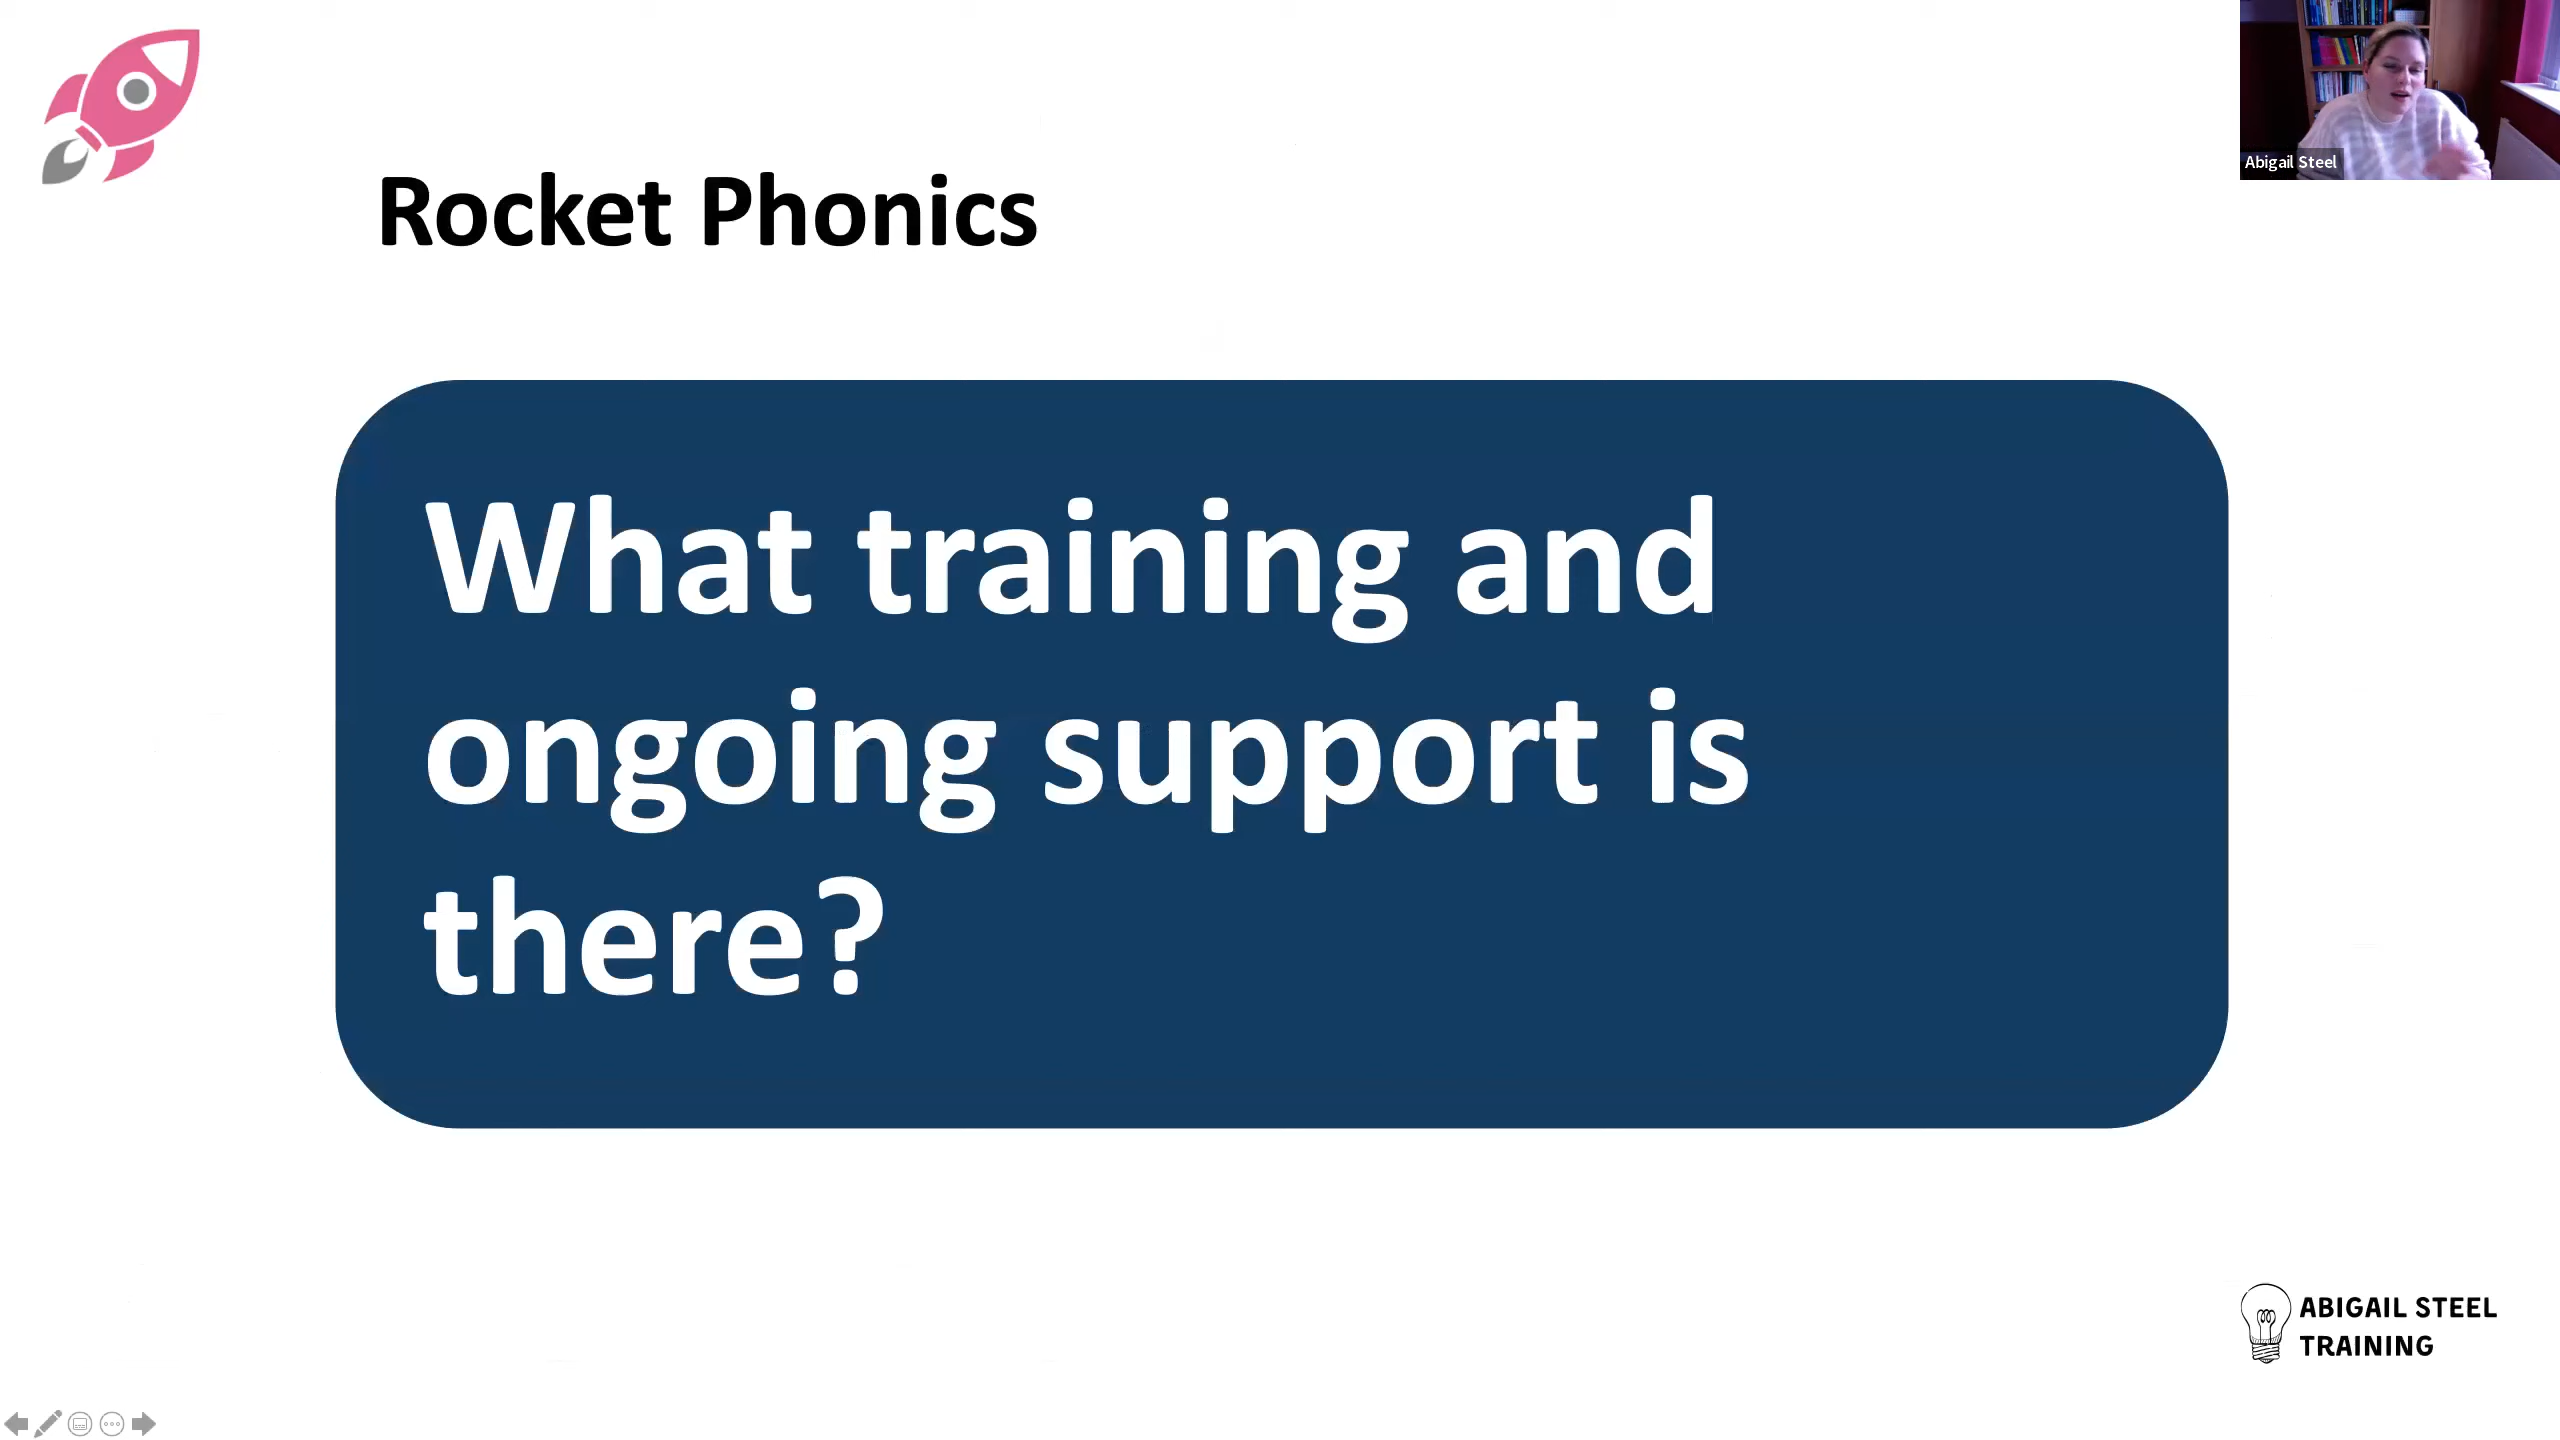 Rocket Phonics
Abigail Steel
What training and
ongoing support is
there?
ABIGAIL STEEL
TRAINING